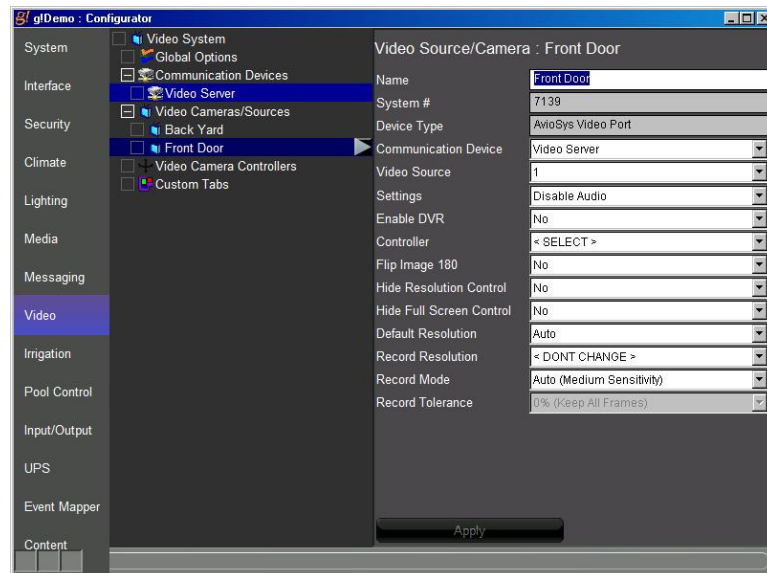 g! g!Demo : Configurator
System
Interface
Security
Climate
Lighting
Media
Messaging
Video
Irrigation
Pool Control
Input/Output
UPS
Event Mapper
Content
Video System
Global Options
Communication Devices
Video Server
Video Cameras/Sources
Back Yard
Front Door
Video Camera Controllers
Custom Tabs
Video Source/Camera : Front Door
Name Front Door
System # 7139
Device Type AvioSys Video Port
Communication Device Video Server
Video Source 1
Settings Disable Audio
Enable DVR No
Controller < SELECT >
Flip Image 180 No
Hide Resolution Control No
Hide Full Screen Control No
Default Resolution Auto
Record Resolution < DONT CHANGE >
Record Mode Auto (Medium Sensitivity)
Record Tolerance 0% (Keep All Frames)
Apply